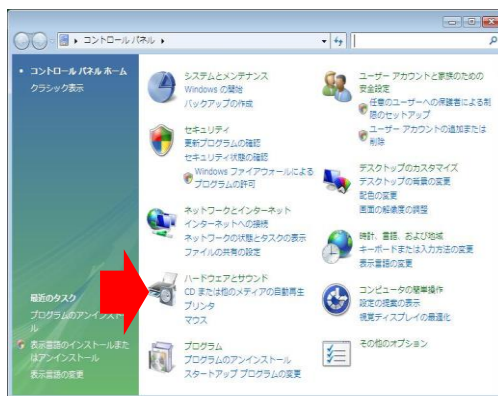 コントロール パネル
コントロール パネル ホーム
クラシック表示
最近のタスク
プログラムのアンインストー
ル
表示言語のインストールまた
はアンインストール
表示言語の変更
システムとメンテナンス
Windows の開始
バックアップの作成
セキュリティ
更新プログラムの確認
セキュリティ状態の確認
Windows ファイアウォールによる
プログラムの許可
ネットワークとインターネット
インターネットへの接続
ネットワークの状態とタスクの表示
ファイルの共有の設定
ハードウェアとサウンド
CD または他のメディアの自動再生
プリンタ
マウス
プログラム
プログラムのアンインストール
スタートアップ プログラムの変更
ユーザー アカウントと家族のための
安全設定
任意のユーザーへの保護者による制
限のセットアップ
ユーザー アカウントの追加または
削除
デスクトップのカスタマイズ
デスクトップの背景の変更
配色の変更
画面の解像度の調整
時計、言語、および地域
キーボードまたは入力方法の変更
表示言語の変更
コンピュータの簡単操作
設定の提案の表示
視覚ディスプレイの最適化
その他のオプション